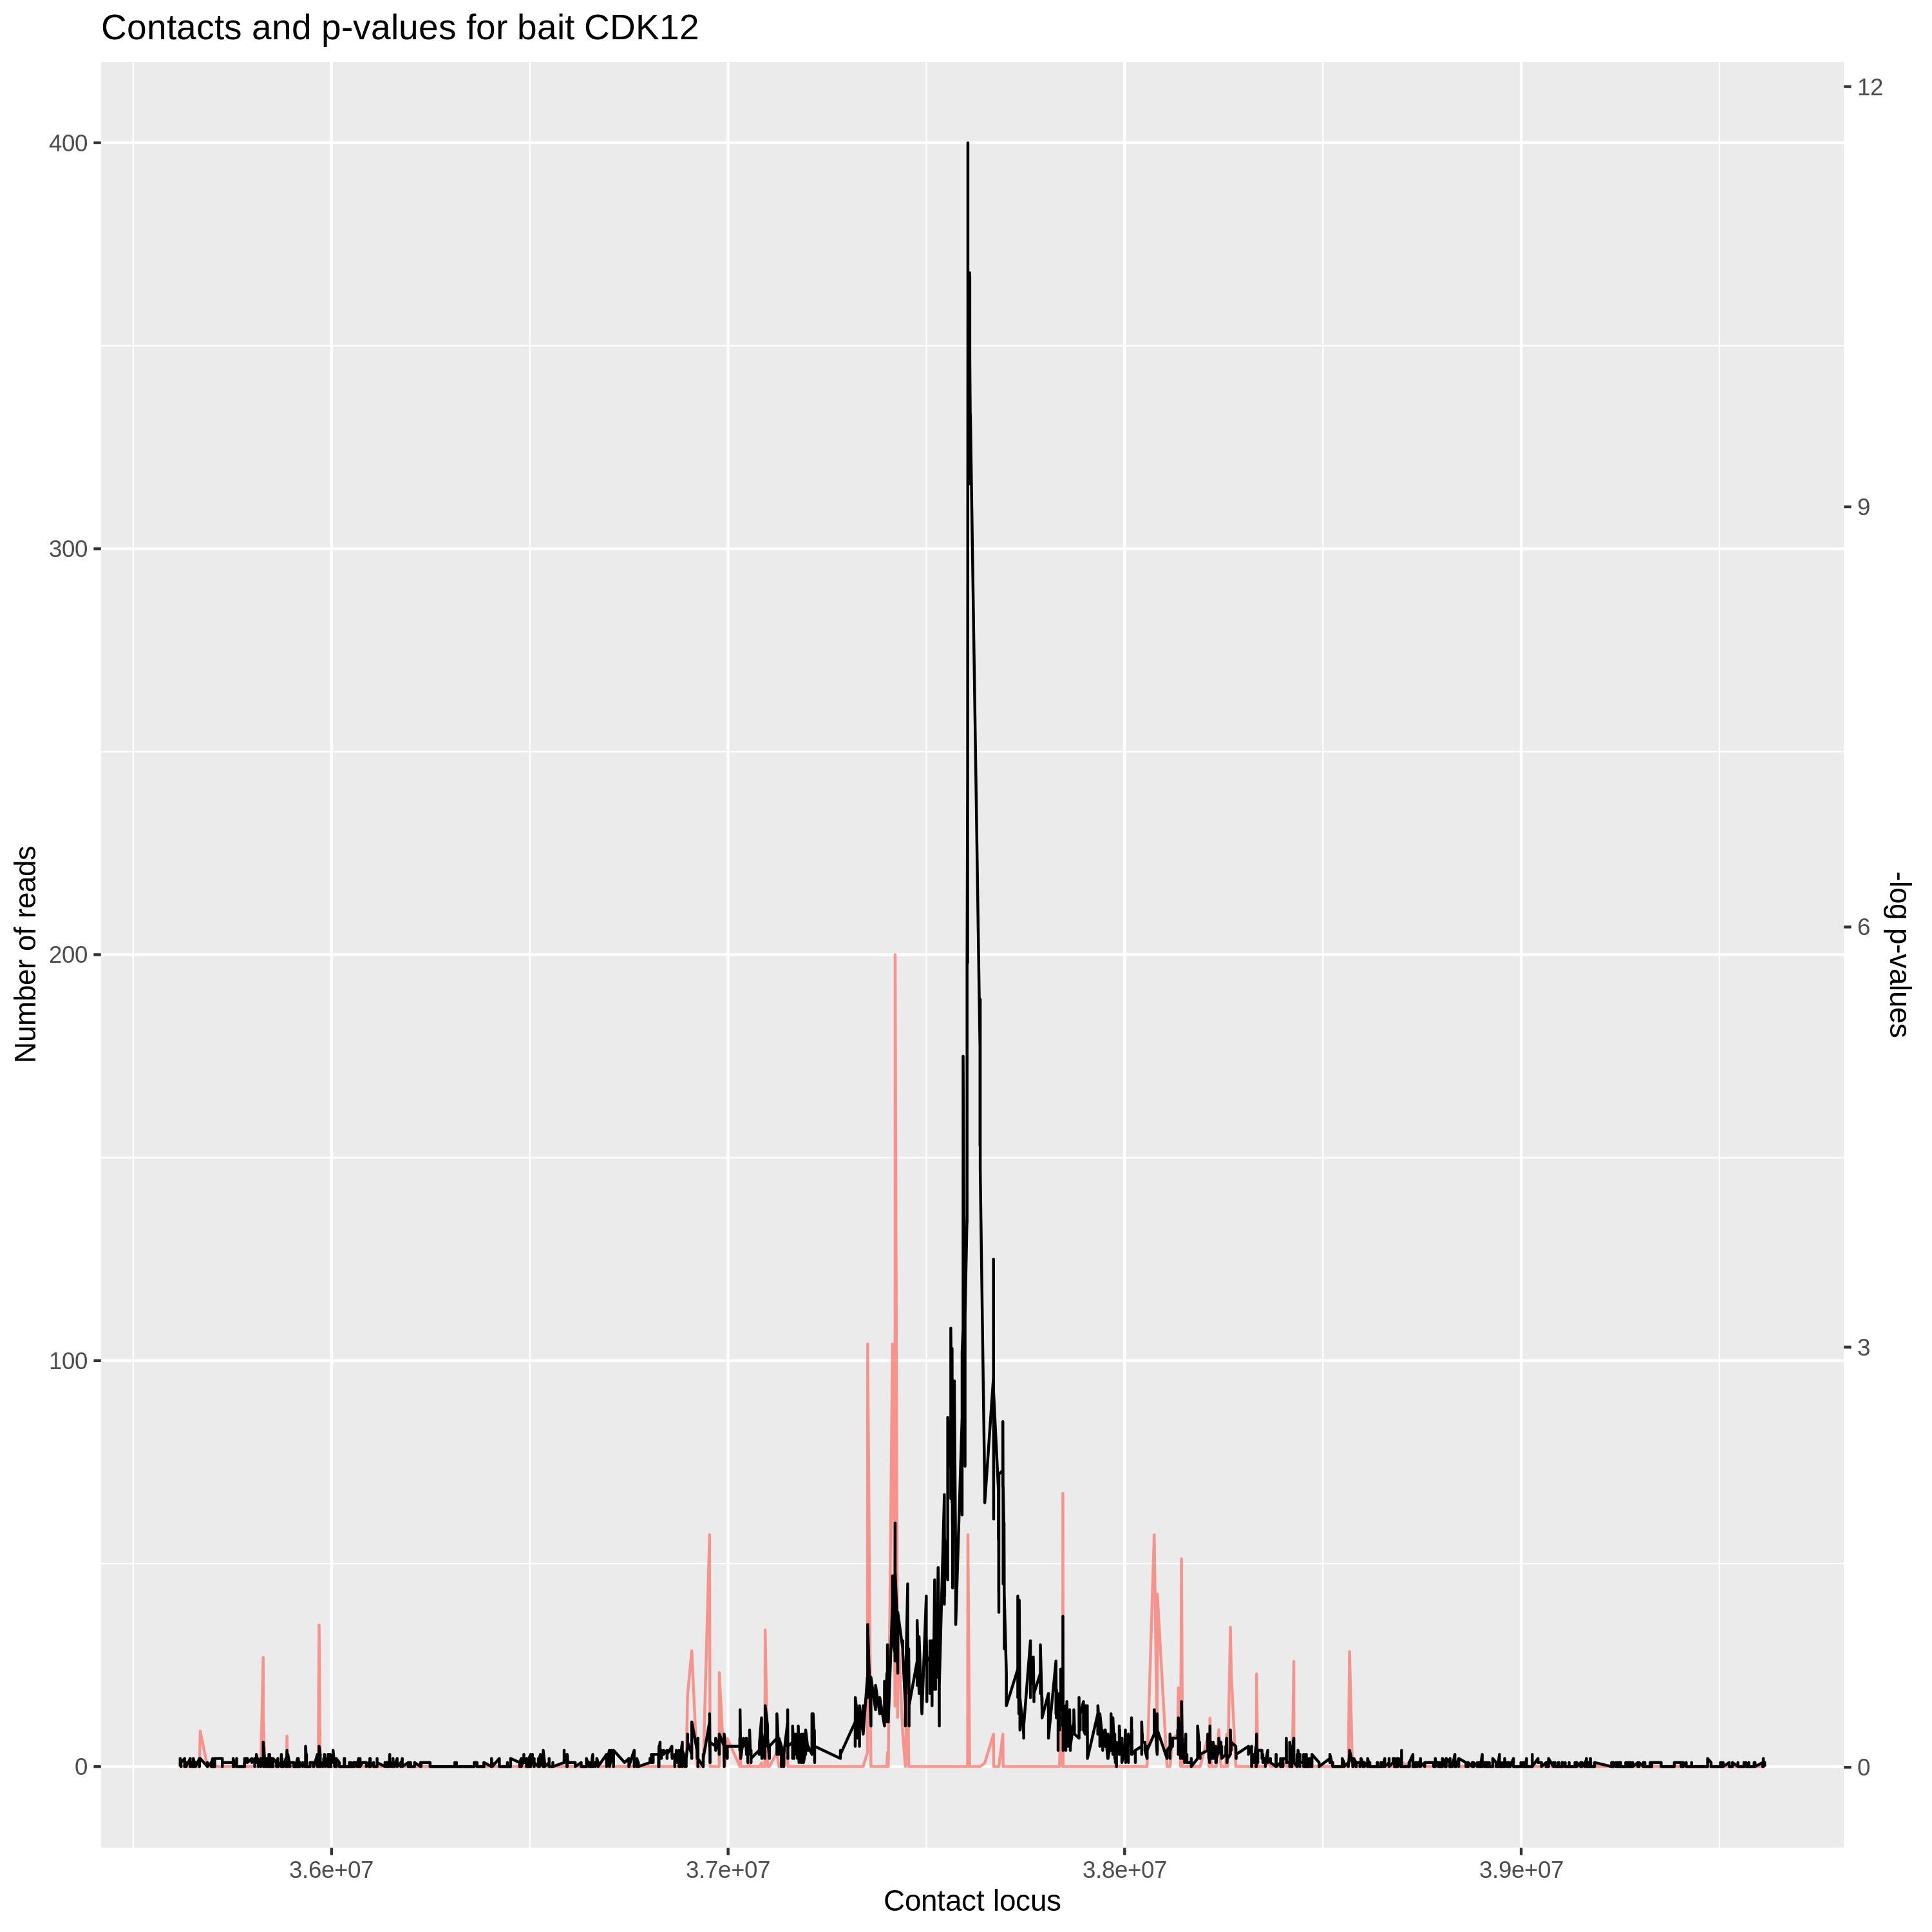 Contacts and p-values for bait CDK12
400
300
200
100
0
Number of reads
12
9
6
3
0
-log p-values
3.6e+07
3.7e+07
3.8e+07
3.9e+07
Contact locus